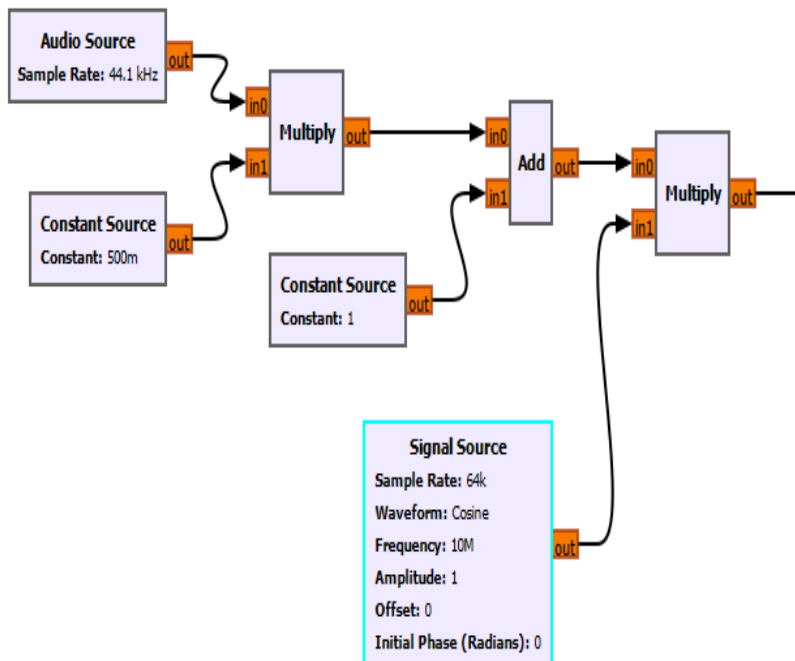 Audio Source
Sample Rate: 44.1 kHz
out
in0
in1
Multiply
out
Constant Source
Constant: 500m
out
in0
in1
Add
out
Constant Source
Constant: 1
out
in0
in1
Multiply
out
Signal Source
Sample Rate: 64k
Waveform: Cosine
Frequency: 10M
Amplitude: 1
Offset: 0
Initial Phase (Radians): 0
out